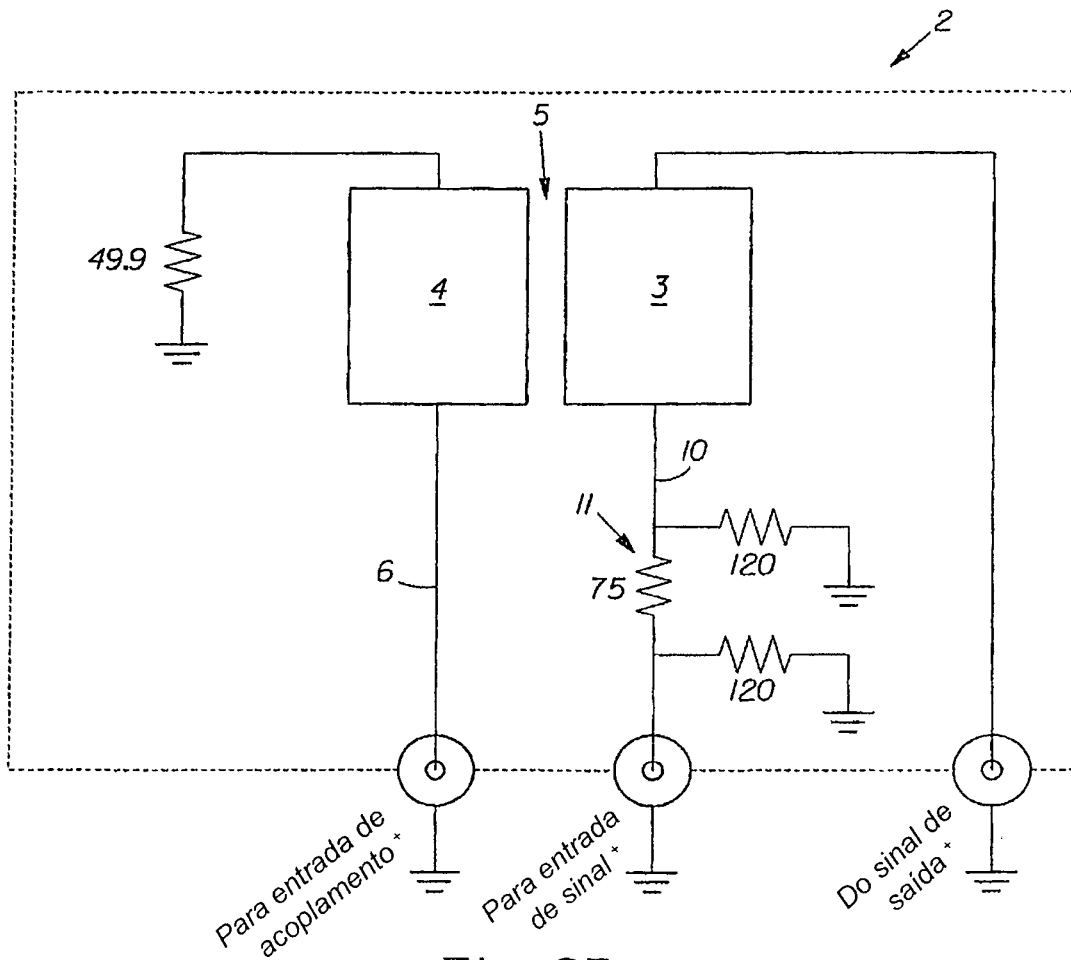 2
5
49.9
4
3
10
11
6
75
120
120
Para entrada de
acoplamento +
Para entrada
de sinal +
Do sinal de
saída +